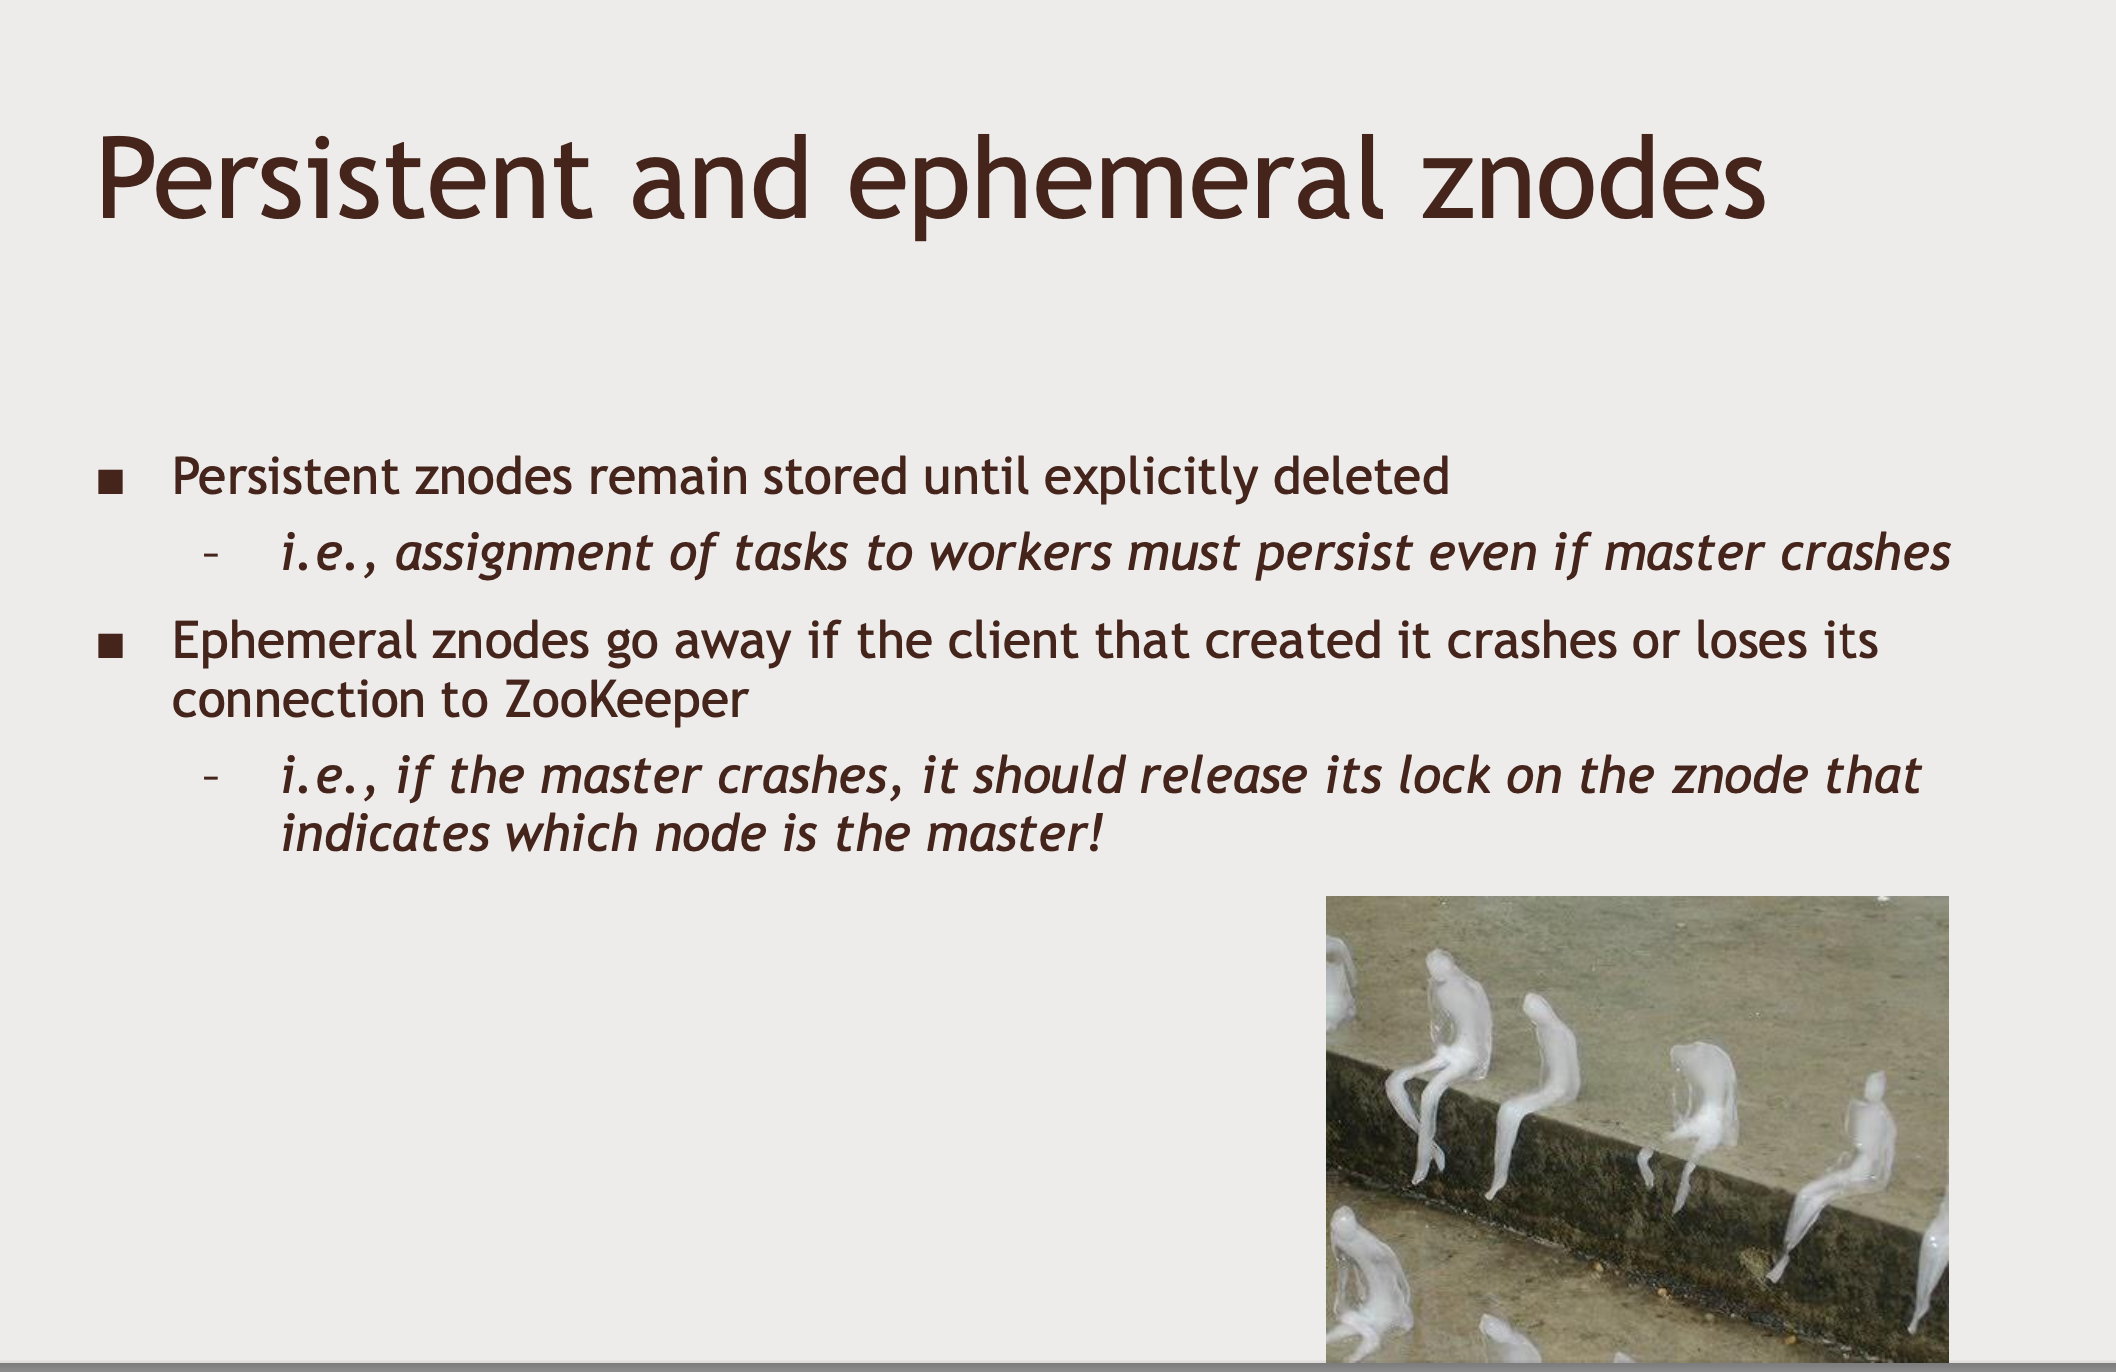 Persistent and ephemeral znodes
■ Persistent znodes remain stored until explicitly deleted
– i.e., assignment of tasks to workers must persist even if master crashes
■ Ephemeral znodes go away if the client that created it crashes or loses its
connection to ZooKeeper
– i.e., if the master crashes, it should release its lock on the znode that
indicates which node is the master!